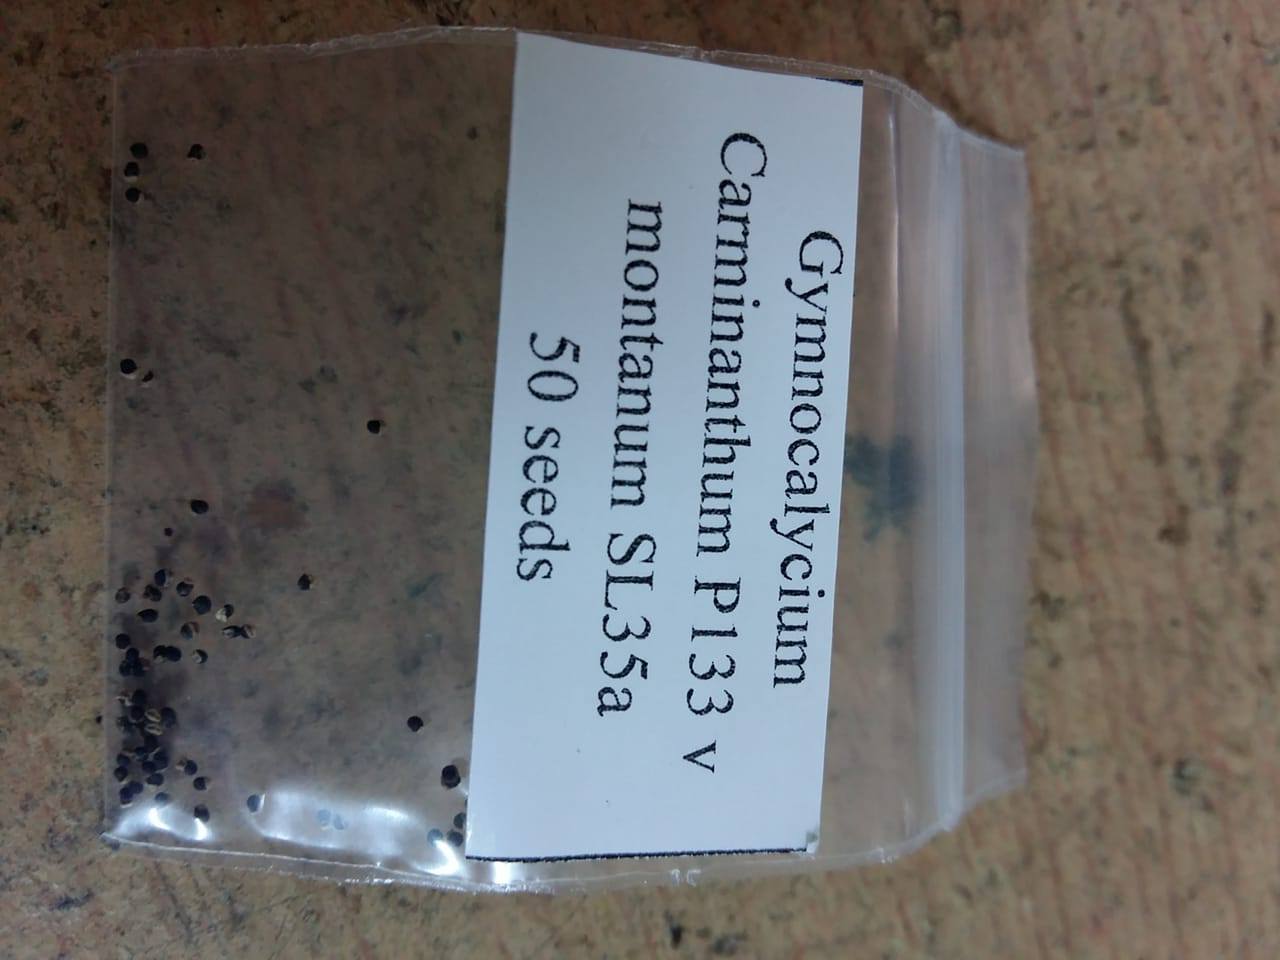 Gymnocalycium
Carminanthum P133 v
montanum SL35a
50 seeds